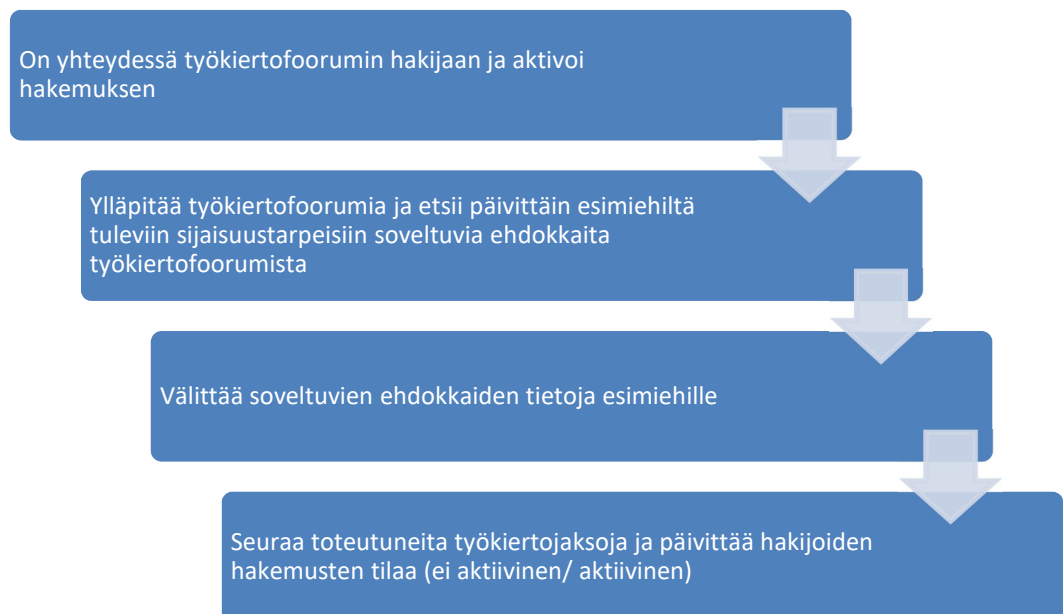 On yhteydessä työkiertofoorumin hakijaan ja aktivoi
hakemuksen
Ylläpitää työkiertofoorumia ja etsii päivittäin esimiehiltä
tuleviin sijaisuustarpeisiin soveltuvia ehdokkaita
työkiertofoorumista
Välittää soveltuvien ehdokkaiden tietoja esimiehille
Seuraa toteutuneita työkiertojaksoja ja päivittää hakijoiden
hakemusten tilaa (ei aktiivinen/ aktiivinen)